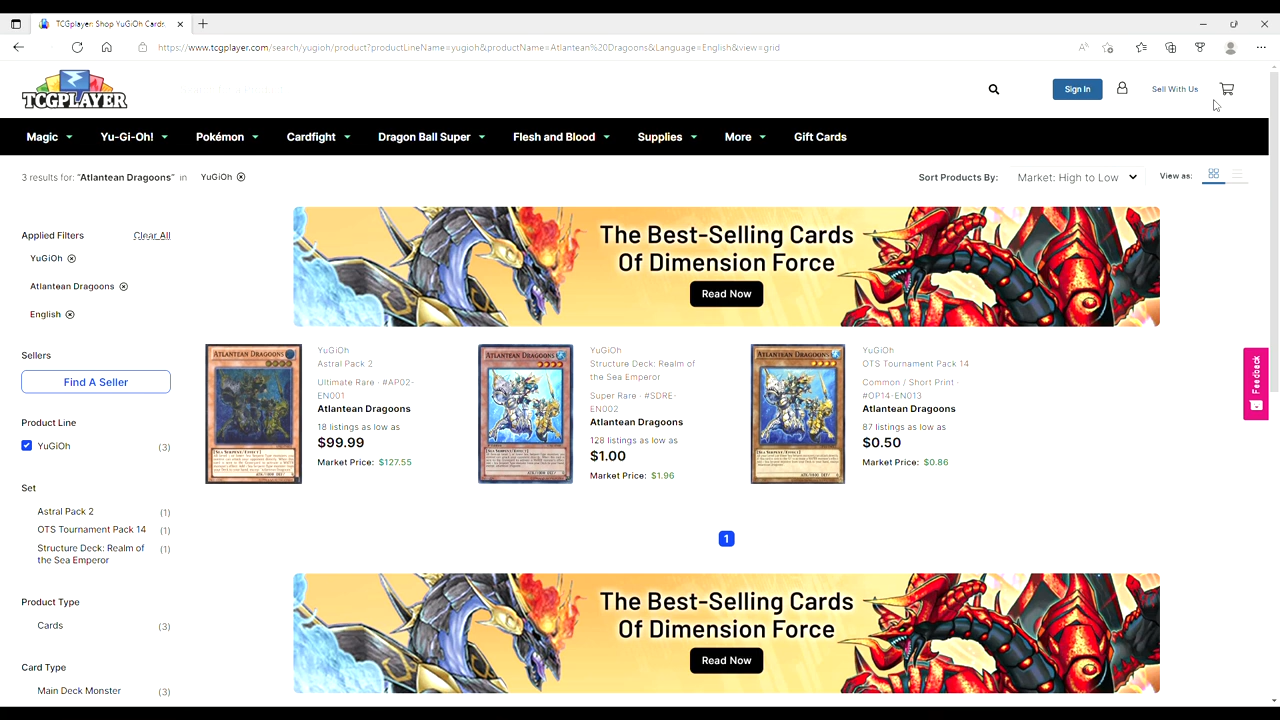 TCGplayer: Shop YuGiOh Cards,
https://www.tcgplayer.com/search/yugioh/product?productLineName=yugioh&productName=Atlantean%20Dragoons&Language=English&view=grid
TCGPLAYER
Sign In
Sell With Us
Magic
Yu-Gi-Oh!
Pokémon
Cardfight
Dragon Ball Super
Flesh and Blood
Supplies
More
Gift Cards
3 results for: "Atlantean Dragoons" in YuGiOh
Sort Products By: Market: High to Low
View as:
Applied Filters
Clear All
YuGiOh
Atlantean Dragoons
English
Sellers
Find A Seller
Product Line
YuGiOh (3)
Set
Astral Pack 2 (1)
OTS Tournament Pack 14 (1)
Structure Deck: Realm of
the Sea Emperor (1)
Product Type
Cards (3)
Card Type
Main Deck Monster (3)
The Best-Selling Cards
Of Dimension Force
Read Now
ATLANTEAN DRAGOONS
YuGiOh
Astral Pack 2
Ultimate Rare · #AP02-
EN001
Atlantean Dragoons
18 listings as low as
$99.99
Market Price: $127.55
ATLANTEAN DRAGOONS
YuGiOh
Structure Deck: Realm of
the Sea Emperor
Super Rare · #SDRE-
EN002
Atlantean Dragoons
128 listings as low as
$1.00
Market Price: $1.96
ATLANTEAN DRAGOONS
YuGiOh
OTS Tournament Pack 14
Common / Short Print ·
#OP14-EN013
Atlantean Dragoons
87 listings as low as
$0.50
Market Price: $0.86
Feedback
1
The Best-Selling Cards
Of Dimension Force
Read Now